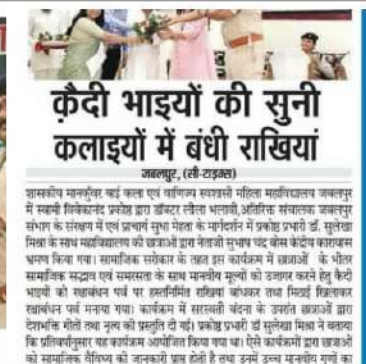 क़ैदी भाइयों की सुनी
कलाइयों में बंधी राखियां
जबलपुर, (सी-टाइम्स)
शासकीय मानकुँवर बाई कला एवं वाणिज्य स्वशासी महिला महाविद्यालय जबलपुर
में स्वामी विवेकानंद प्रकोष्ठ द्वारा डॉक्टर लीला भलावी,अतिरिक्त संचालक जबलपुर
संभाग के संरक्षण में एवं प्राचार्य सुधा मेहता के मार्गदर्शन में प्रकोष्ठ प्रभारी डॉ. सुलेखा
मिश्रा के साथ महाविद्यालय की छात्राओं द्वारा नेताजी सुभाष चंद्र बोस केंद्रीय कारावास
भ्रमण किया गया। सामाजिक सरोकार के तहत इस कार्यक्रम में छात्राओं के भीतर
सामाजिक सद्भाव एवं समरसता के साथ मानवीय मूल्यों को उजागर करने हेतु कैदी
भाइयों को रक्षाबंधन पर्व पर हस्तनिर्मित राखियां बांधकर तथा मिठाई खिलाकर
रक्षाबंधन पर्व मनाया गया। कार्यक्रम में सरस्वती वंदना के उपरांत छात्राओं द्वारा
देशभक्ति गीतों तथा नृत्य की प्रस्तुति दी गई। प्रकोष्ठ प्रभारी डॉ सुलेखा मिश्रा ने बताया
कि प्रतिवर्षानुसार यह कार्यक्रम आयोजित किया गया था। ऐसे कार्यक्रमों द्वारा छात्राओं
को सामाजिक वैविध्य की जानकारी प्राप्त होती है तथा उनमें उच्च मानवीय गुणों का